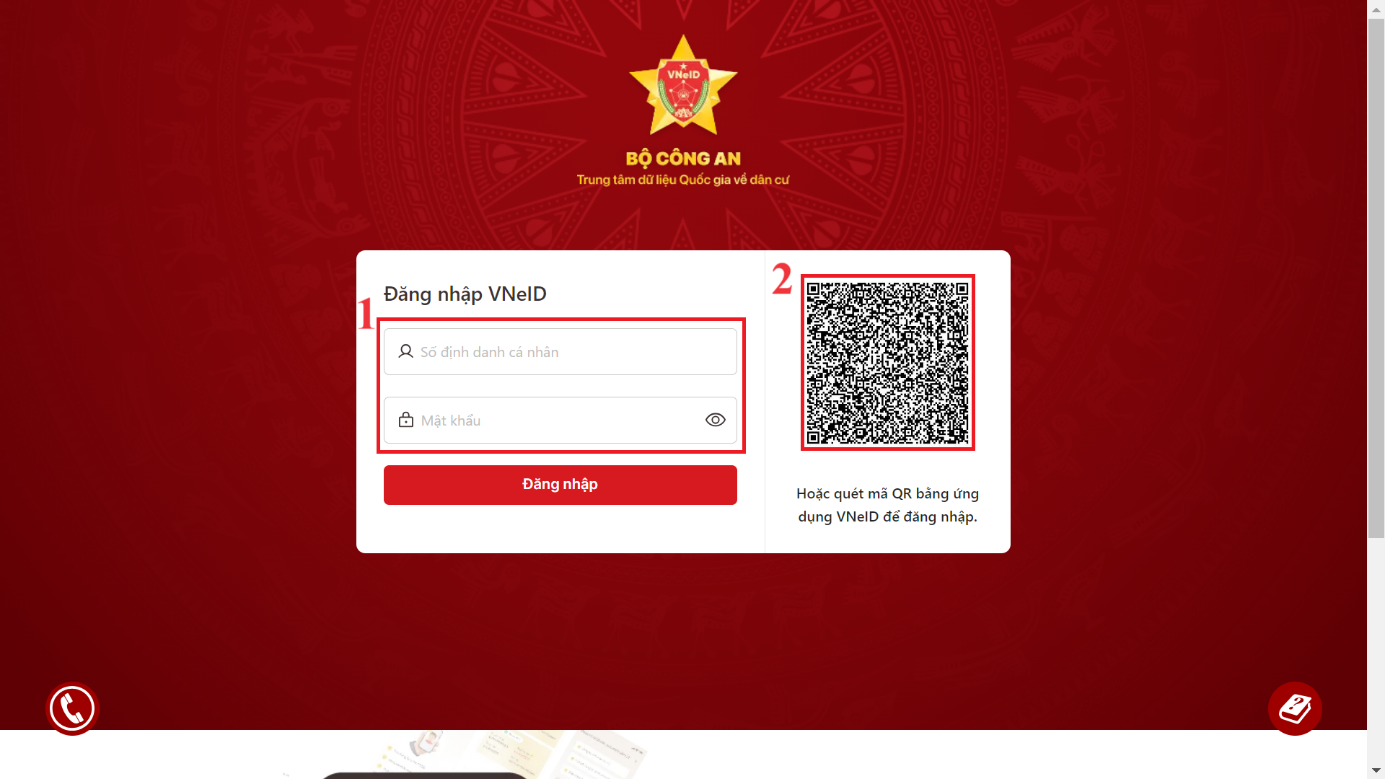 VNeID
BỘ CÔNG AN
Trung tâm dữ liệu Quốc gia về dân cư
Đăng nhập VNeID
1
Số định danh cá nhân
Mật khẩu
Đăng nhập
2
Hoặc quét mã QR bằng ứng
dụng VNeID để đăng nhập.